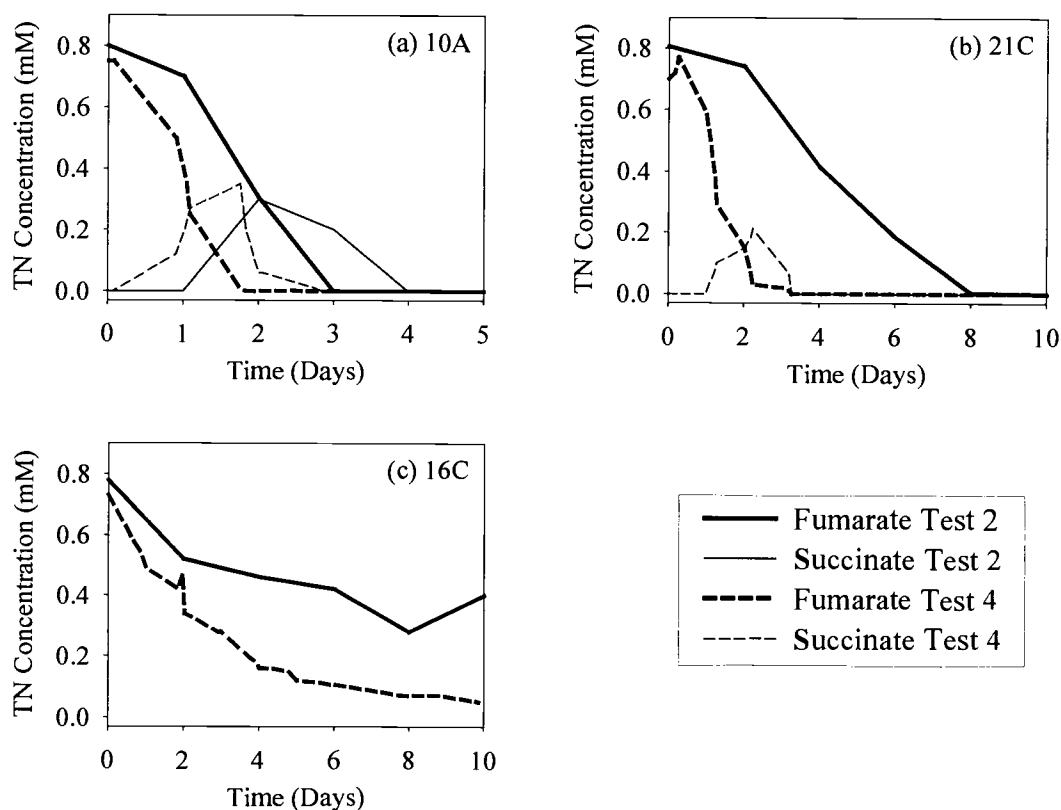 (a) 10A
TN Concentration (mM)
0.8
0.6
0.4
0.2
0.0
0 1 2 3 4 5
Time (Days)
(b) 21C
TN Concentration (mM)
0.8
0.6
0.4
0.2
0.0
0 2 4 6 8 10
Time (Days)
(c) 16C
TN Concentration (mM)
0.8
0.6
0.4
0.2
0.0
0 2 4 6 8 10
Time (Days)
Fumarate Test 2
Succinate Test 2
Fumarate Test 4
Succinate Test 4